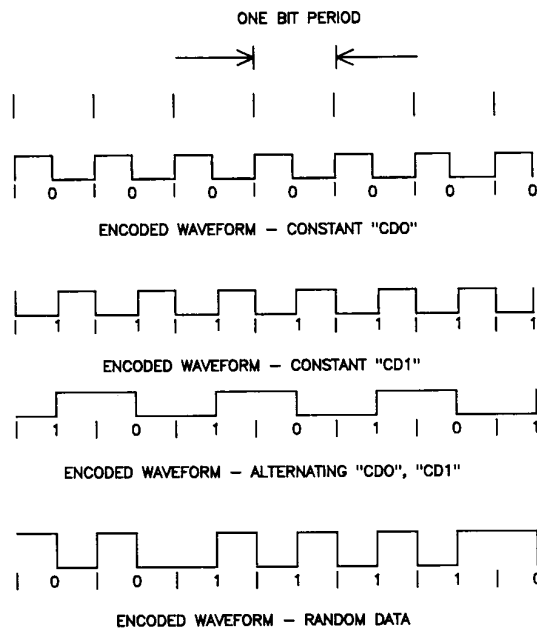 ONE BIT PERIOD
0 0 0 0 0 0 0
ENCODED WAVEFORM – CONSTANT "CD0"
1 1 1 1 1 1 1
ENCODED WAVEFORM – CONSTANT "CD1"
1 0 1 0 1 0 1
ENCODED WAVEFORM – ALTERNATING "CD0", "CD1"
0 0 1 1 1 1 0
ENCODED WAVEFORM – RANDOM DATA